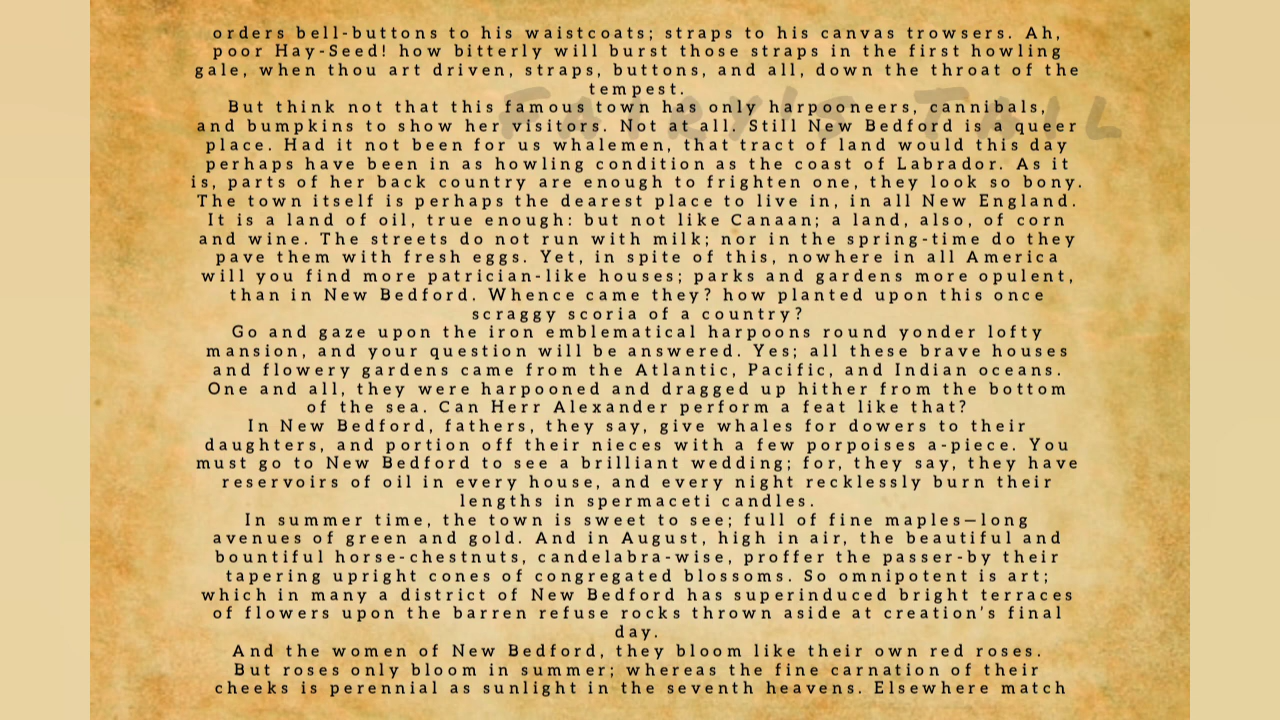 orders bell-buttons to his waistcoats; straps to his canvas trowsers. Ah,
poor Hay-Seed! how bitterly will burst those straps in the first howling
gale, when thou art driven, straps, buttons, and all, down the throat of the
tempest.
FAIRY'S TAIL
But think not that this famous town has only harpooneers, cannibals,
and bumpkins to show her visitors. Not at all. Still New Bedford is a queer
place. Had it not been for us whalemen, that tract of land would this day
perhaps have been in as howling condition as the coast of Labrador. As it
is, parts of her back country are enough to frighten one, they look so bony.
The town itself is perhaps the dearest place to live in, in all New England.
It is a land of oil, true enough: but not like Canaan; a land, also, of corn
and wine. The streets do not run with milk; nor in the spring-time do they
pave them with fresh eggs. Yet, in spite of this, nowhere in all America
will you find more patrician-like houses; parks and gardens more opulent,
than in New Bedford. Whence came they? how planted upon this once
scraggy scoria of a country?
Go and gaze upon the iron emblematical harpoons round yonder lofty
mansion, and your question will be answered. Yes; all these brave houses
and flowery gardens came from the Atlantic, Pacific, and Indian oceans.
One and all, they were harpooned and dragged up hither from the bottom
of the sea. Can Herr Alexander perform a feat like that?
In New Bedford, fathers, they say, give whales for dowers to their
daughters, and portion off their nieces with a few porpoises a-piece. You
must go to New Bedford to see a brilliant wedding; for, they say, they have
reservoirs of oil in every house, and every night recklessly burn their
lengths in spermaceti candles.
In summer time, the town is sweet to see; full of fine maples—long
avenues of green and gold. And in August, high in air, the beautiful and
bountiful horse-chestnuts, candelabra-wise, proffer the passer-by their
tapering upright cones of congregated blossoms. So omnipotent is art;
which in many a district of New Bedford has superinduced bright terraces
of flowers upon the barren refuse rocks thrown aside at creation's final
day.
And the women of New Bedford, they bloom like their own red roses.
But roses only bloom in summer; whereas the fine carnation of their
cheeks is perennial as sunlight in the seventh heavens. Elsewhere match